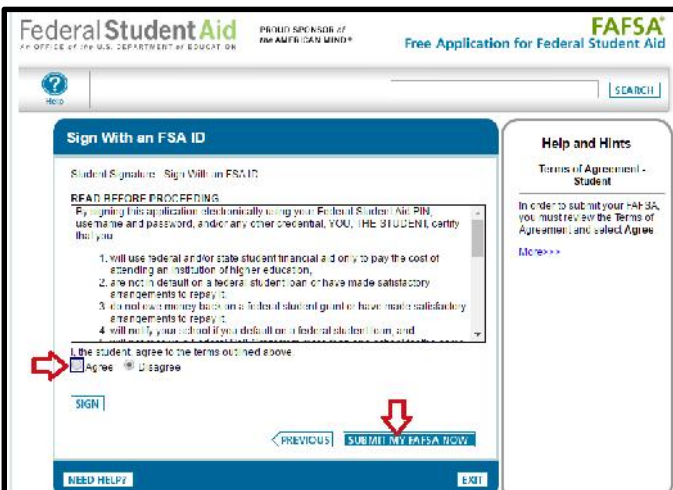 Federal Student Aid
An OFFICE of the U.S. DEPARTMENT of EDUCATION
PROUD SPONSOR of
the AMERICAN MIND®
FAFSA®
Free Application for Federal Student Aid
Help
SEARCH
Sign With an FSA ID
Student Signature - Sign With an FSA ID
READ BEFORE PROCEEDING
By signing this application electronically using your Federal Student Aid PIN,
username and password, and/or any other credential, YOU, THE STUDENT, certify
that you
1. will use federal and/or state student financial aid only to pay the cost of
attending an institution of higher education,
2. are not in default on a federal student loan or have made satisfactory
arrangements to repay it,
3. do not owe money back on a federal student grant or have made satisfactory
arrangements to repay it,
4. will notify your school if you default on a federal student loan, and
I, the student, agree to the terms outlined above.
Agree Disagree
SIGN
PREVIOUS SUBMIT MY FAFSA NOW
NEED HELP? EXIT
Help and Hints
Terms of Agreement -
Student
In order to submit your FAFSA,
you must review the Terms of
Agreement and select Agree
More>>>